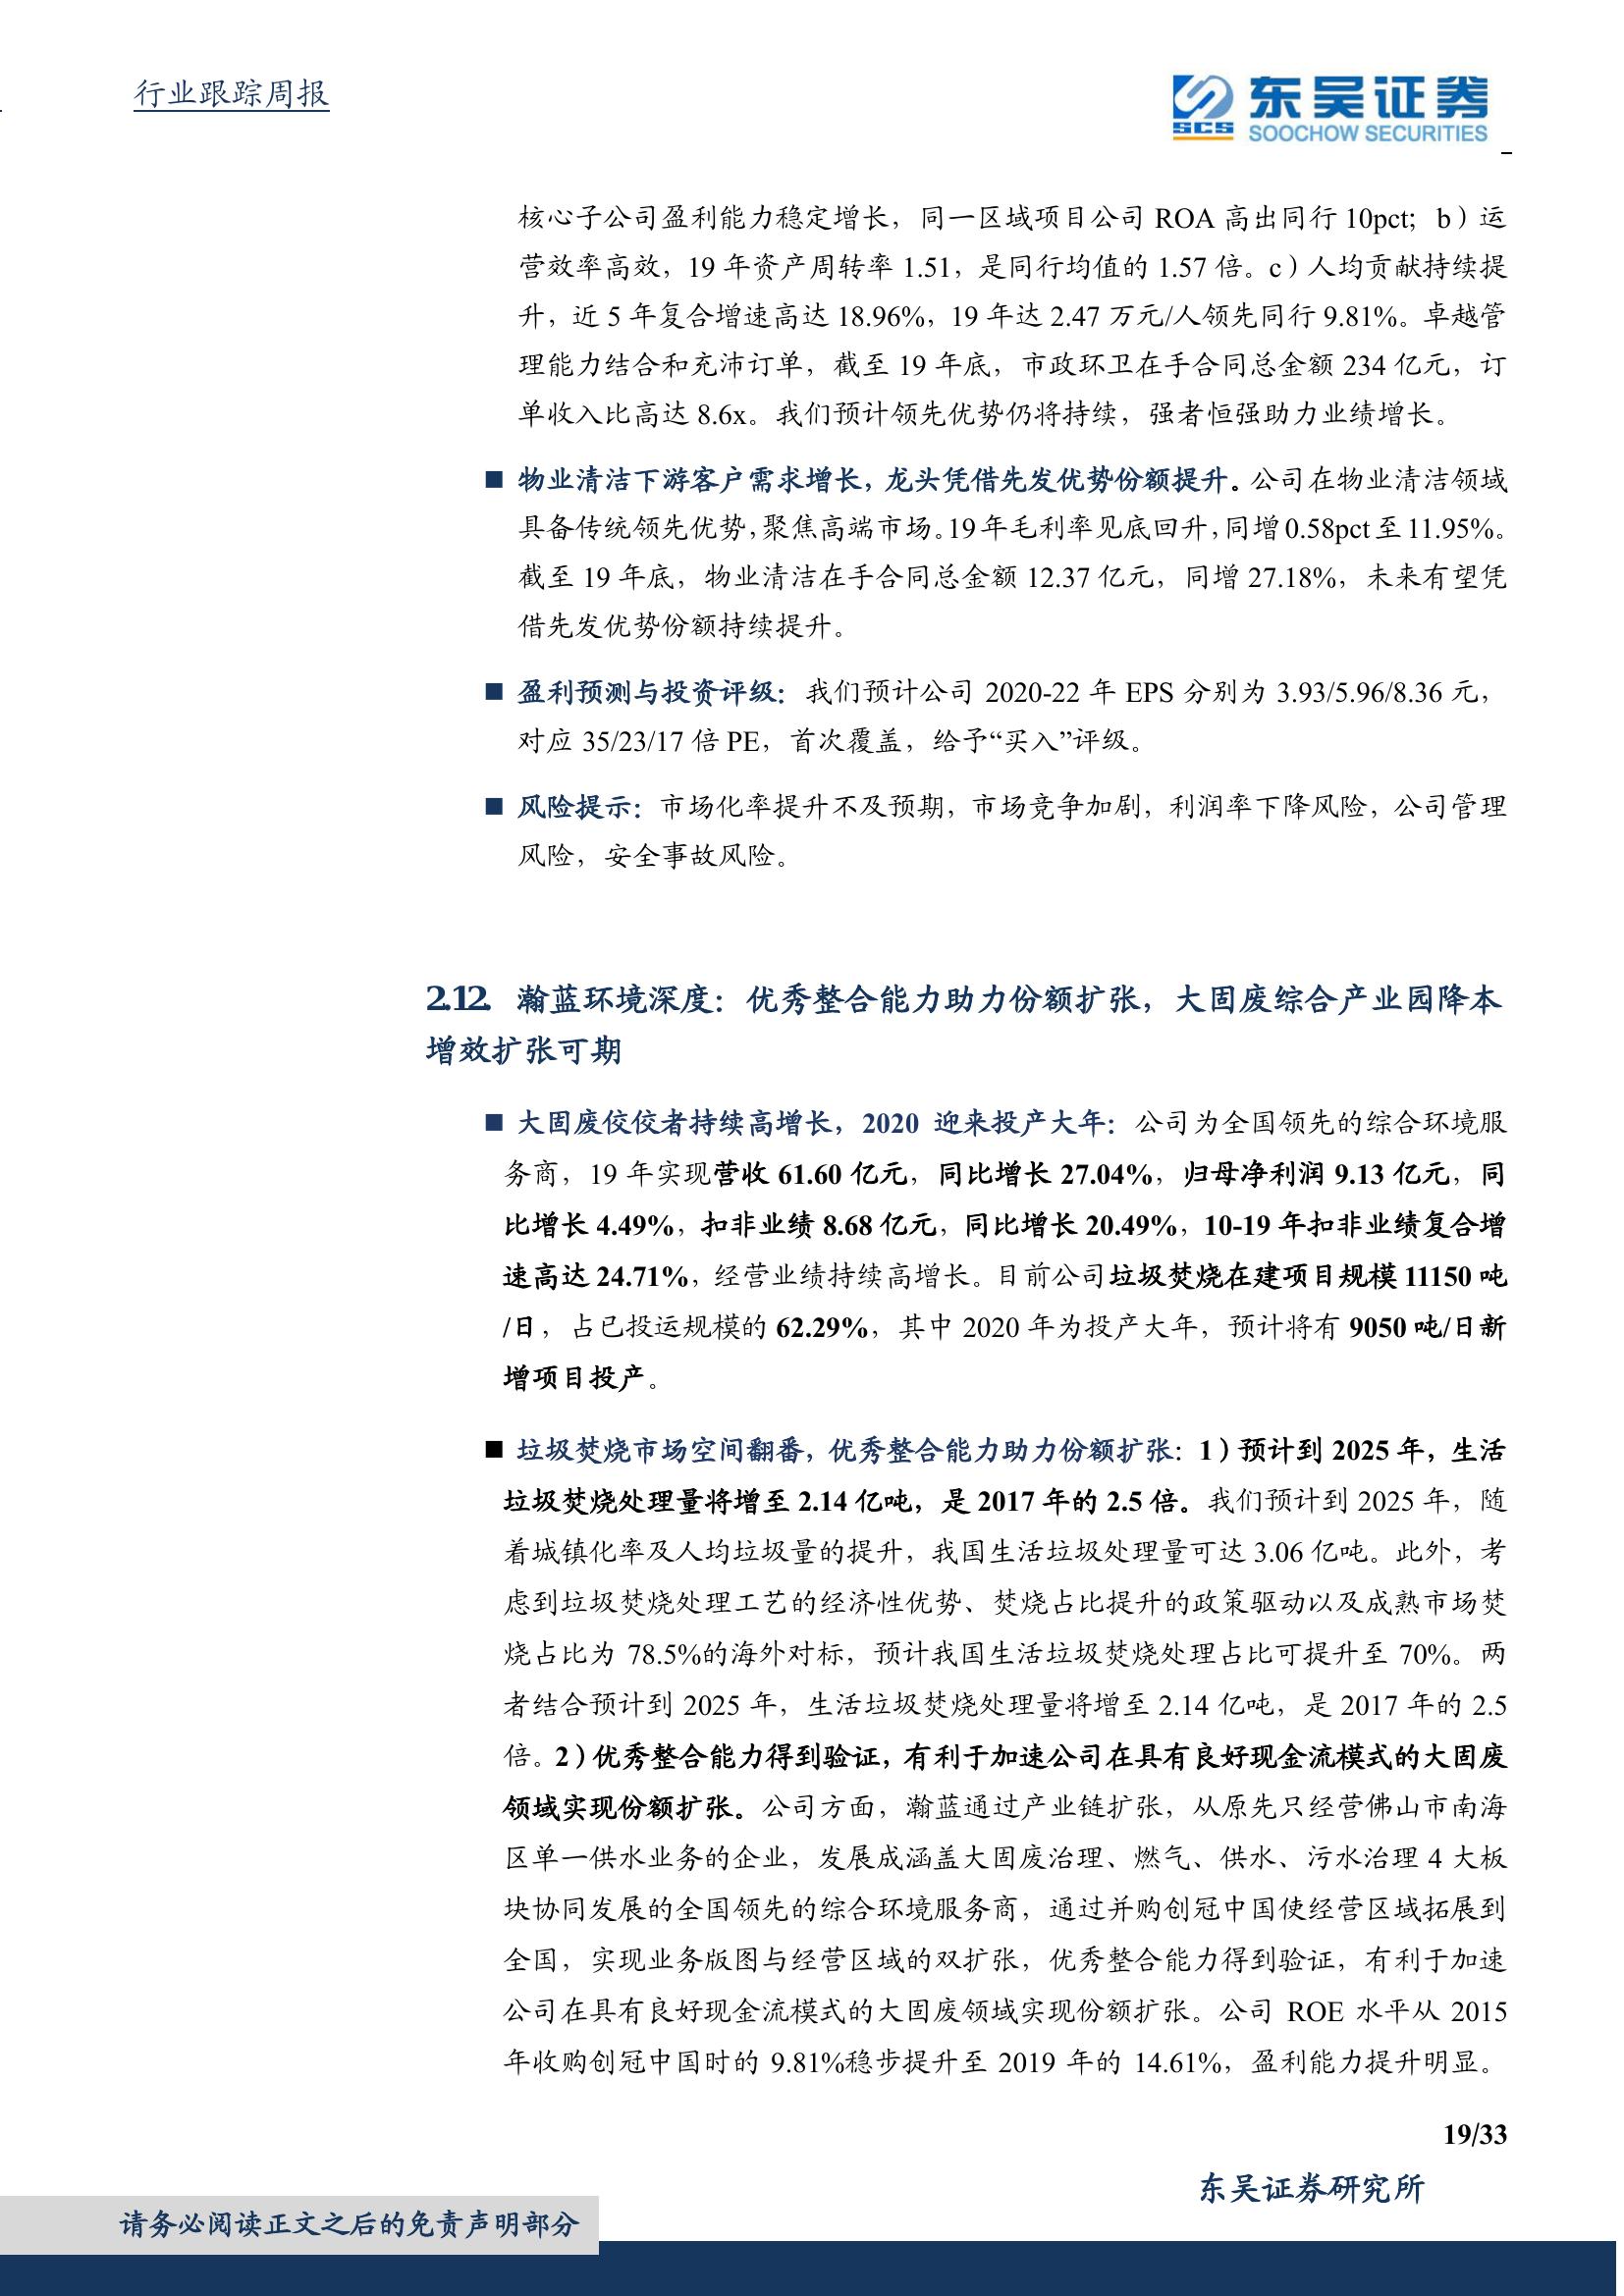 行业跟踪周报
SCS
东吴证券
SOOCHOW SECURITIES
核心子公司盈利能力稳定增长，同一区域项目公司 ROA 高出同行 10pct；b）运
营效率高效，19 年资产周转率 1.51，是同行均值的 1.57 倍。c）人均贡献持续提
升，近 5 年复合增速高达 18.96%，19 年达 2.47 万元/人领先同行 9.81%。卓越管
理能力结合和充沛订单，截至 19 年底，市政环卫在手合同总金额 234 亿元，订
单收入比高达 8.6x。我们预计领先优势仍将持续，强者恒强助力业绩增长。
■ 物业清洁下游客户需求增长，龙头凭借先发优势份额提升。公司在物业清洁领域
具备传统领先优势，聚焦高端市场。19 年毛利率见底回升，同增 0.58pct 至 11.95%。
截至 19 年底，物业清洁在手合同总金额 12.37 亿元，同增 27.18%，未来有望凭
借先发优势份额持续提升。
■ 盈利预测与投资评级：我们预计公司 2020-22 年 EPS 分别为 3.93/5.96/8.36 元，
对应 35/23/17 倍 PE，首次覆盖，给予“买入”评级。
■ 风险提示：市场化率提升不及预期，市场竞争加剧，利润率下降风险，公司管理
风险，安全事故风险。
2.12. 瀚蓝环境深度：优秀整合能力助力份额扩张，大固废综合产业园降本
增效扩张可期
■ 大固废佼佼者持续高增长，2020 迎来投产大年：公司为全国领先的综合环境服
务商，19 年实现营收 61.60 亿元，同比增长 27.04%，归母净利润 9.13 亿元，同
比增长 4.49%，扣非业绩 8.68 亿元，同比增长 20.49%，10-19 年扣非业绩复合增
速高达 24.71%，经营业绩持续高增长。目前公司垃圾焚烧在建项目规模 11150 吨
/日，占已投运规模的 62.29%，其中 2020 年为投产大年，预计将有 9050 吨/日新
增项目投产。
■ 垃圾焚烧市场空间翻番，优秀整合能力助力份额扩张：1）预计到 2025 年，生活
垃圾焚烧处理量将增至 2.14 亿吨，是 2017 年的 2.5 倍。我们预计到 2025 年，随
着城镇化率及人均垃圾量的提升，我国生活垃圾处理量可达 3.06 亿吨。此外，考
虑到垃圾焚烧处理工艺的经济性优势、焚烧占比提升的政策驱动以及成熟市场焚
烧占比为 78.5%的海外对标，预计我国生活垃圾焚烧处理占比可提升至 70%。两
者结合预计到 2025 年，生活垃圾焚烧处理量将增至 2.14 亿吨，是 2017 年的 2.5
倍。2）优秀整合能力得到验证，有利于加速公司在具有良好现金流模式的大固废
领域实现份额扩张。公司方面，瀚蓝通过产业链扩张，从原先只经营佛山市南海
区单一供水业务的企业，发展成涵盖大固废治理、燃气、供水、污水治理 4 大板
块协同发展的全国领先的综合环境服务商，通过并购创冠中国使经营区域拓展到
全国，实现业务版图与经营区域的双扩张，优秀整合能力得到验证，有利于加速
公司在具有良好现金流模式的大固废领域实现份额扩张。公司 ROE 水平从 2015
年收购创冠中国时的 9.81%稳步提升至 2019 年的 14.61%，盈利能力提升明显。
19/33
东吴证券研究所
请务必阅读正文之后的免责声明部分